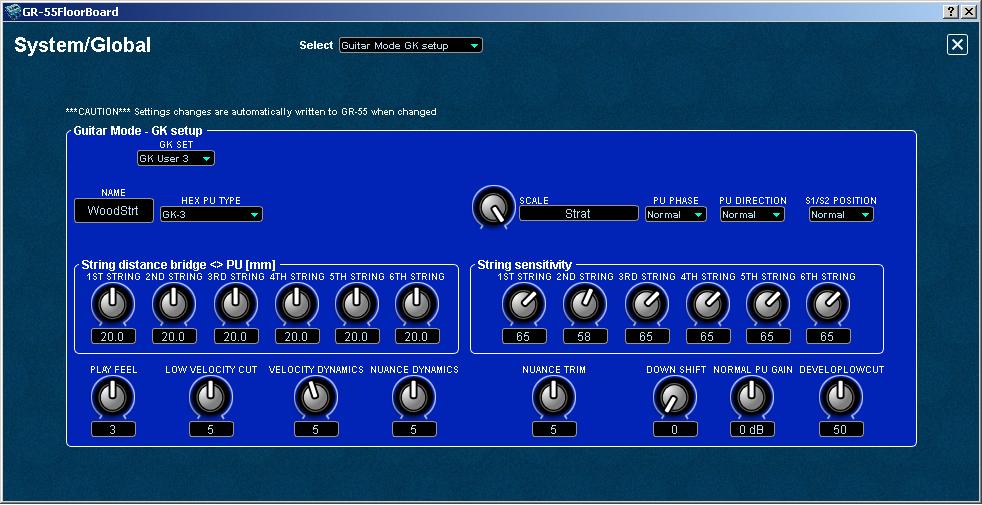 GR-55FloorBoard
System/Global
Select Guitar Mode GK setup
***CAUTION*** Settings changes are automatically written to GR-55 when changed
Guitar Mode - GK setup
GK SET
GK User 3
NAME HEX PU TYPE SCALE PU PHASE PU DIRECTION S1/S2 POSITION
WoodStrt GK-3 Strat Normal Normal Normal
String distance bridge <> PU [mm] String sensitivity
1ST STRING 2ND STRING 3RD STRING 4TH STRING 5TH STRING 6TH STRING 1ST STRING 2ND STRING 3RD STRING 4TH STRING 5TH STRING 6TH STRING
20.0 20.0 20.0 20.0 20.0 20.0 65 58 65 65 65 65
PLAY FEEL LOW VELOCITY CUT VELOCITY DYNAMICS NUANCE DYNAMICS NUANCE TRIM DOWN SHIFT NORMAL PU GAIN DEVELOPLOWCUT
3 5 5 5 5 0 0 dB 50